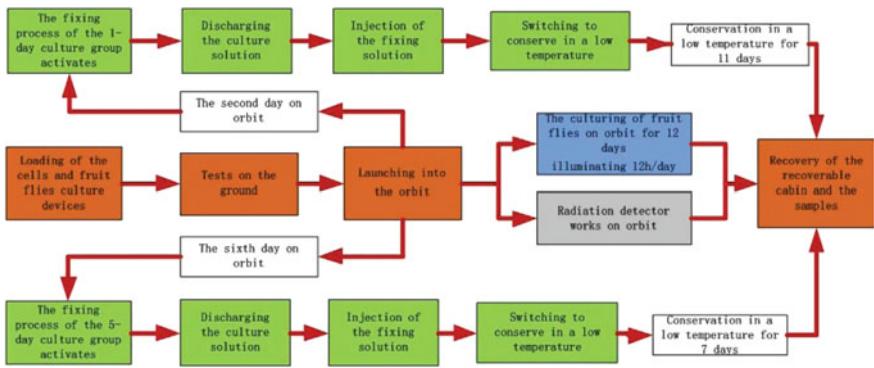 The fixing
process of the 1-
day culture group
activates
Discharging
the culture
solution
Injection of
the fixing
solution
Switching to
conserve in a low
temperature
Conservation in a
low temperature for
11 days
The second day on
orbit
The culturing of fruit
flies on orbit for 12
days
illuminating 12h/day
Loading of the
cells and fruit
flies culture
devices
Tests on the
ground
Launching into
the orbit
Recovery of the
recoverable
cabin and the
samples
Radiation detector
works on orbit
The sixth day on
orbit
The fixing
process of the 5-
day culture group
activates
Discharging
the culture
solution
Injection of
the fixing
solution
Switching to
conserve in a low
temperature
Conservation in a
low temperature for
7 days